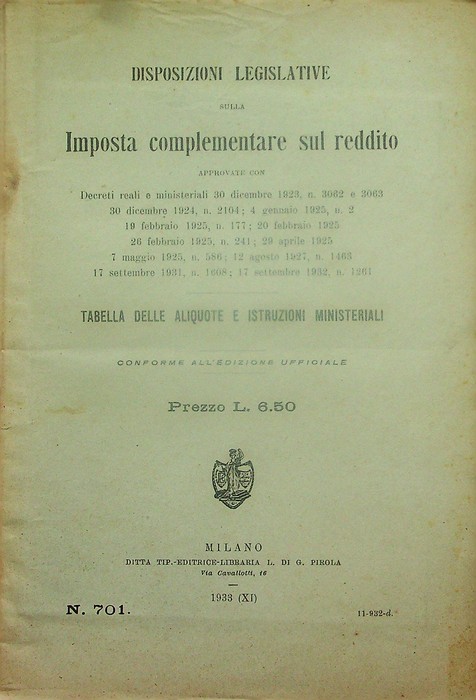 DISPOSIZIONI LEGISLATIVE
SULLA
Imposta complementare sul reddito
APPROVATE CON
Decreti reali e ministeriali 30 dicembre 1923, n. 3062 e 3063
30 dicembre 1924, n. 2104; 4 gennaio 1925, n. 2
19 febbraio 1925, n. 177; 20 febbraio 1925
26 febbraio 1925, n. 241; 29 aprile 1925
7 maggio 1925, n. 586; 12 agosto 1927, n. 1463
17 settembre 1931, n. 1608; 17 settembre 1932, n. 1261
TABELLA DELLE ALIQUOTE E ISTRUZIONI MINISTERIALI
CONFORME ALL'EDIZIONE UFFICIALE
Prezzo L. 6.50
MILANO
DITTA TIP.-EDITRICE-LIBRARIA L. DI G. PIROLA
Via Cavallotti, 16
1933 (XI)
N. 701.
11-932-d.